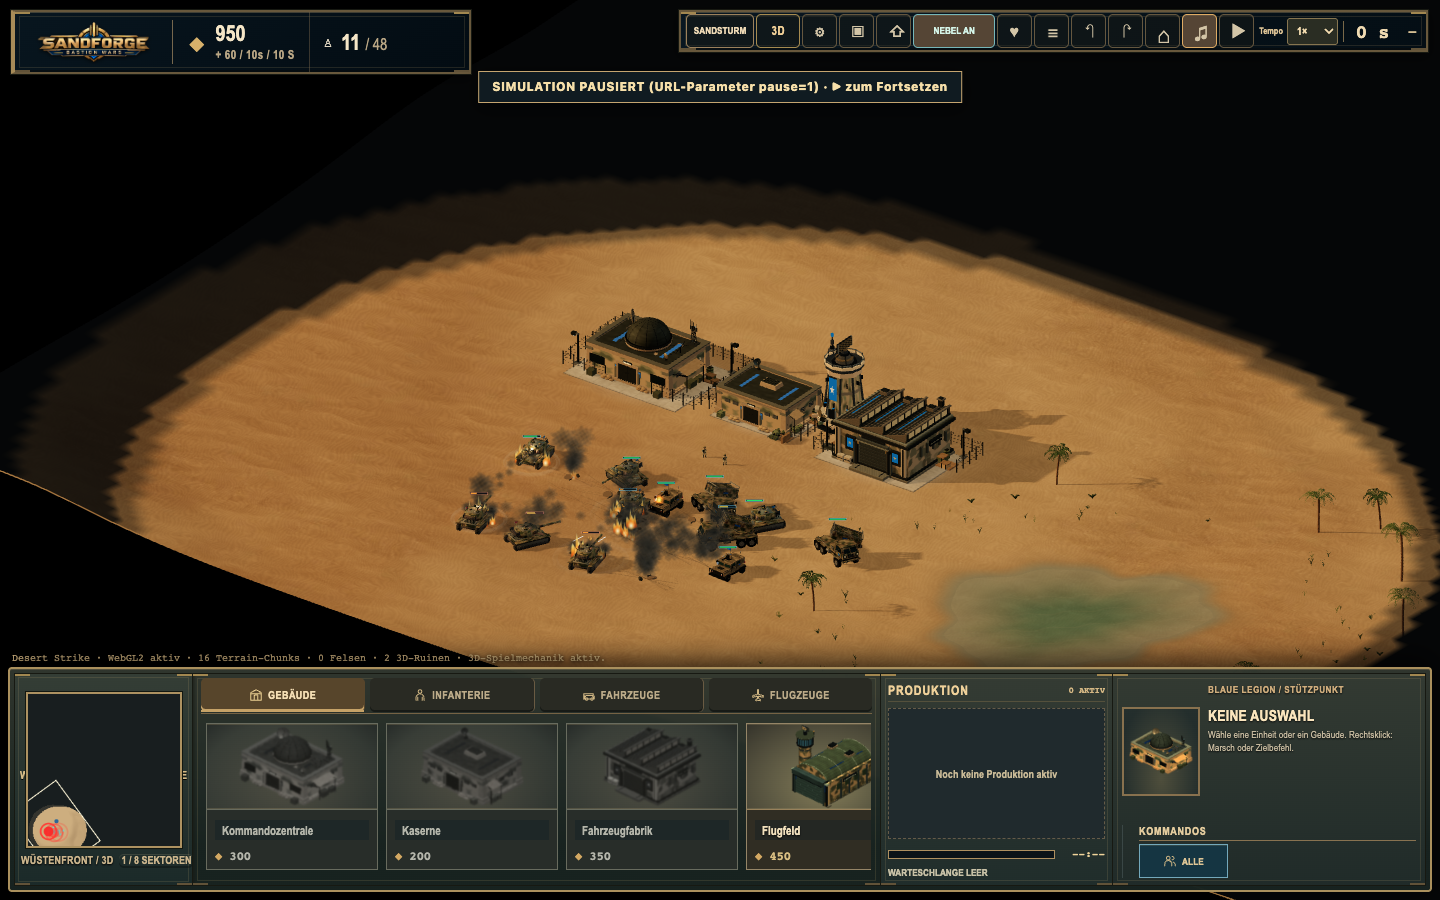 SANDFORGE
BASTION WARS
950
+ 60 / 10s / 10 S
11 / 48
SANDSTURM
3D
NEBEL AN
Tempo
1×
0 s
–
SIMULATION PAUSIERT (URL-Parameter pause=1) · ▶ zum Fortsetzen
Desert Strike · WebGL2 aktiv · 16 Terrain-Chunks · 0 Felsen · 2 3D-Ruinen · 3D-Spielmechanik aktiv.
WÜSTENFRONT / 3D 1 / 8 SEKTOREN
GEBÄUDE
INFANTERIE
FAHRZEUGE
FLUGZEUGE
Kommandozentrale
300
Kaserne
200
Fahrzeugfabrik
350
Flugfeld
450
PRODUKTION
0 AKTIV
Noch keine Produktion aktiv
--:--
WARTESCHLANGE LEER
BLAUE LEGION / STÜTZPUNKT
KEINE AUSWAHL
Wähle eine Einheit oder ein Gebäude. Rechtsklick:
Marsch oder Zielbefehl.
KOMMANDOS
ALLE